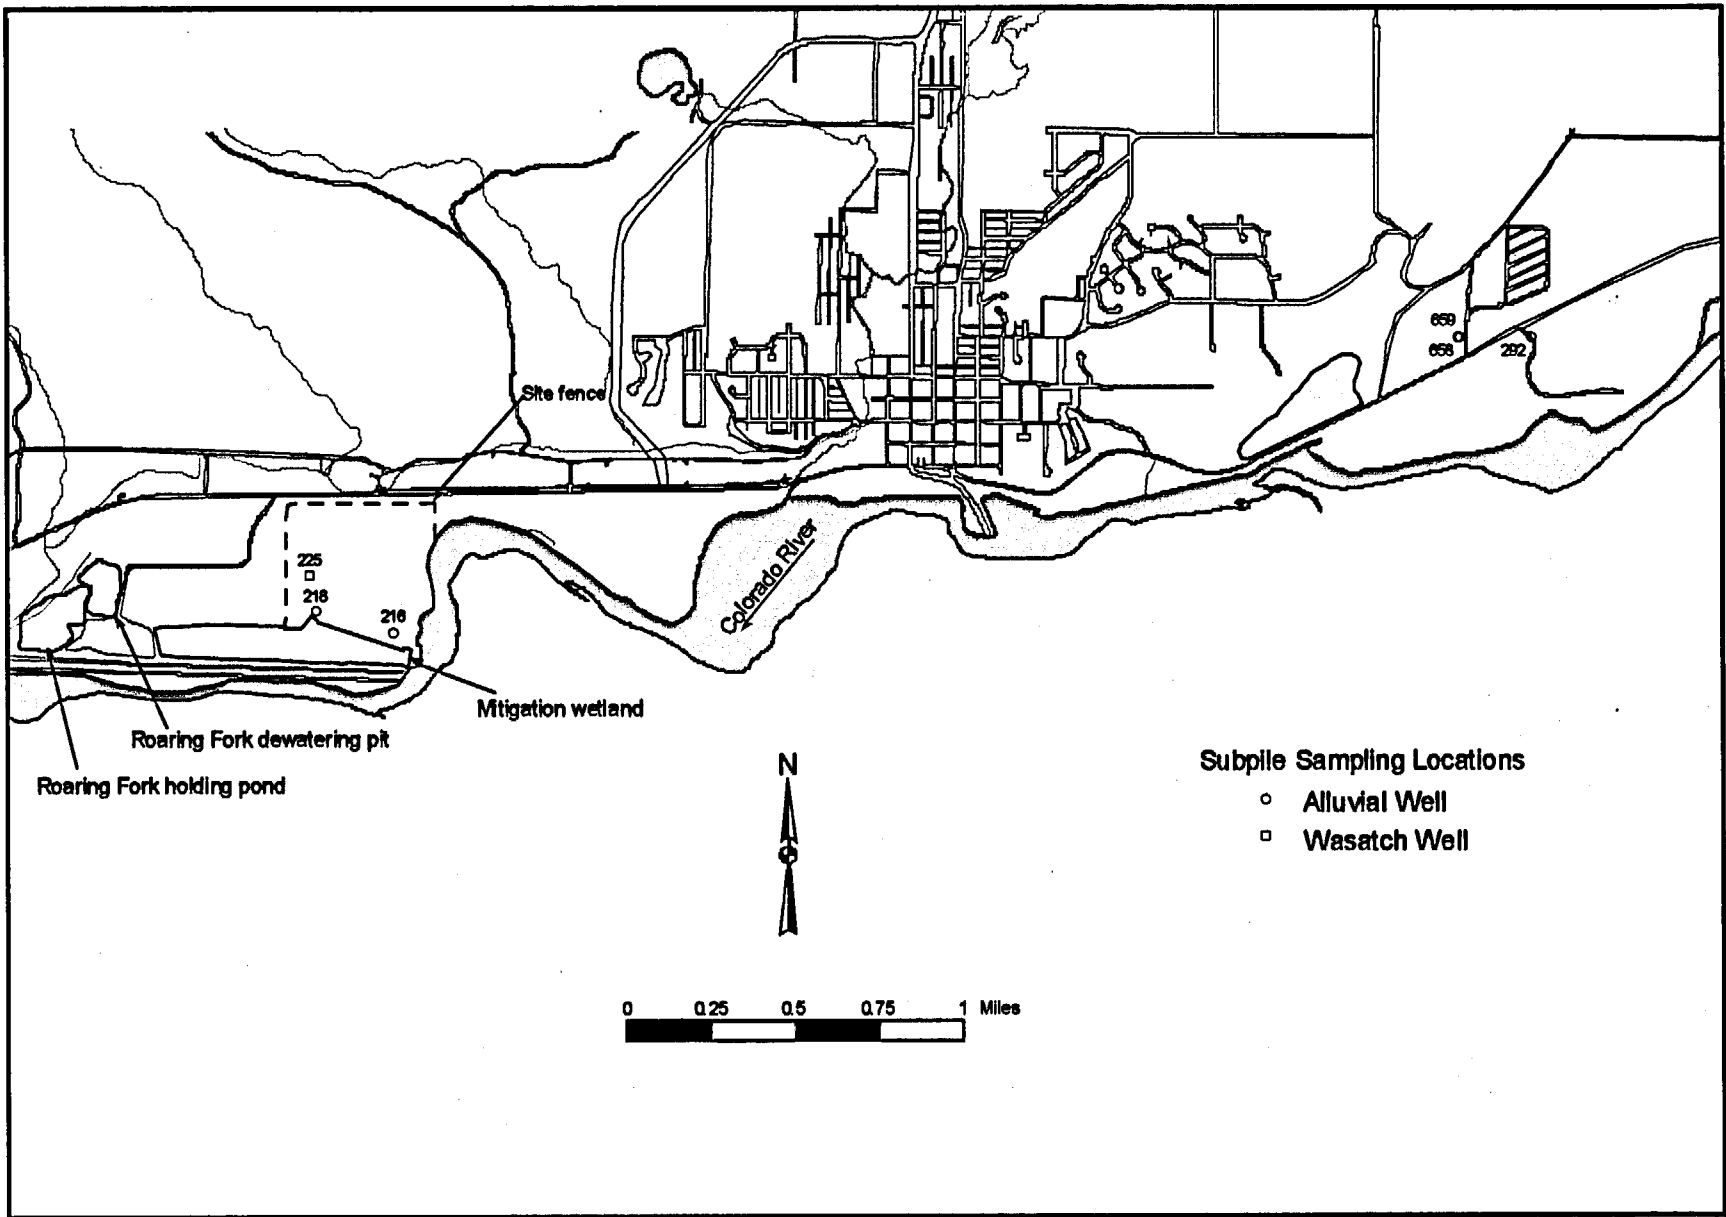 659
658
292
Site fence
225
218
216
Colorado River
Mitigation wetland
Roaring Fork dewatering pit
Roaring Fork holding pond
N
Subpile Sampling Locations
Alluvial Well
Wasatch Well
0 0.25 0.5 0.75 1 Miles